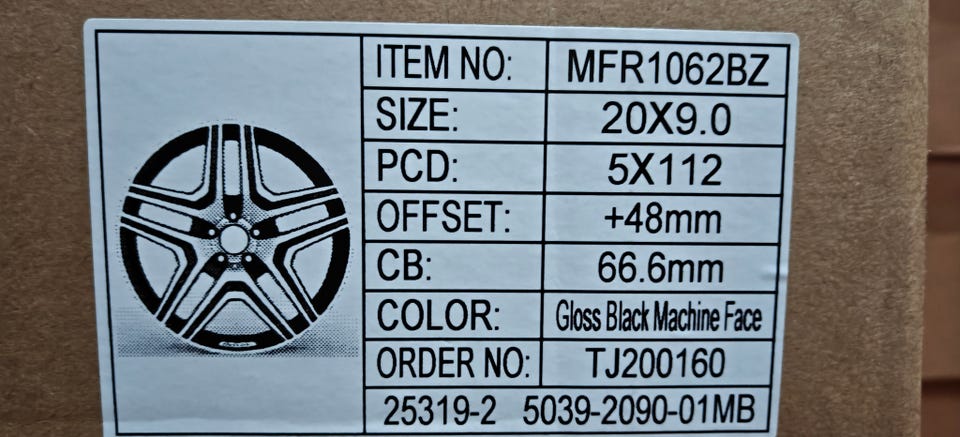 ITEM NO: MFR1062BZ
SIZE: 20X9.0
PCD: 5X112
OFFSET: +48mm
CB: 66.6mm
COLOR: Gloss Black Machine Face
ORDER NO: TJ200160
25319-2 5039-2090-01MB